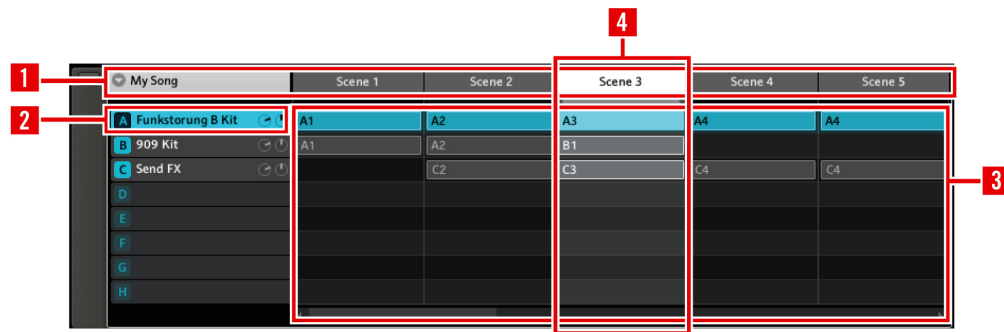 4
1 My Song Scene 1 Scene 2 Scene 3 Scene 4 Scene 5
2 A Funkstorung B Kit A1 A2 A3 A4 A4
B 909 Kit A1 A2 B1
C Send FX C2 C3 C4 C4
3
D
E
F
G
H